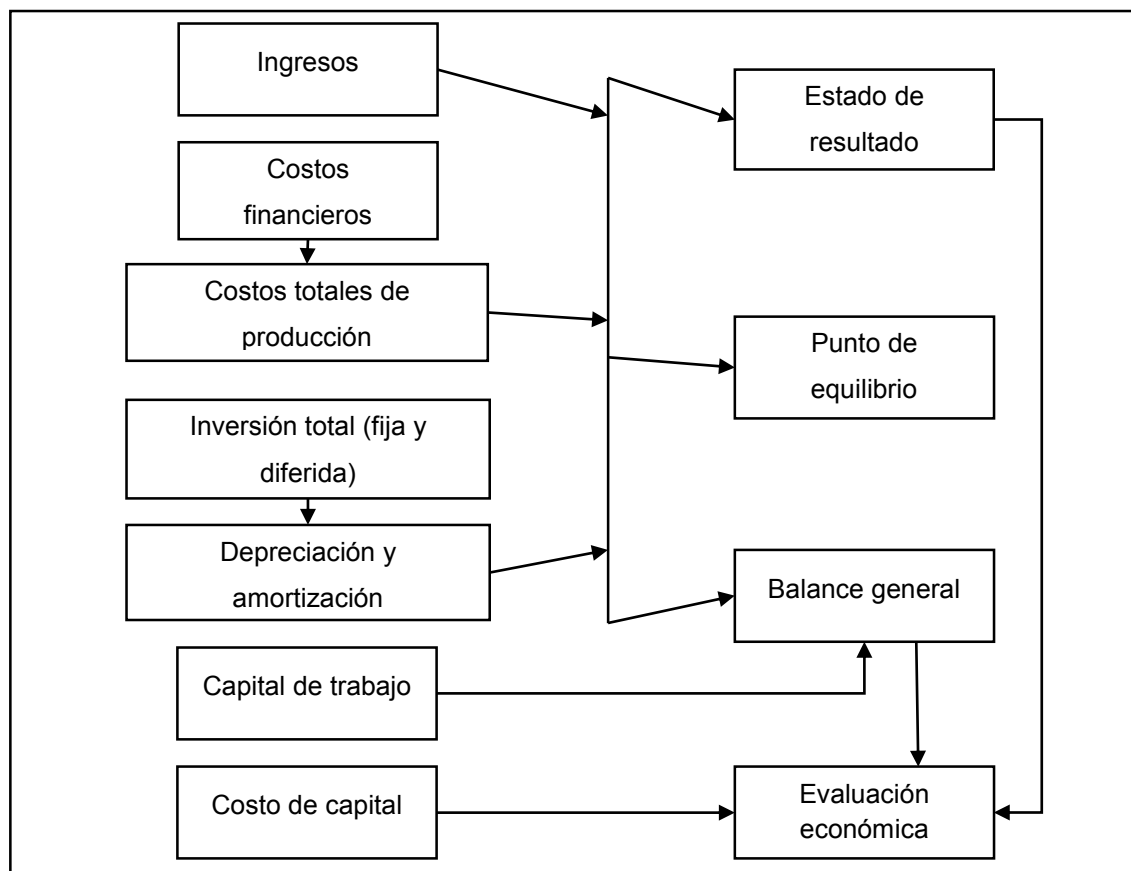 Ingresos
Costos
financieros
Costos totales de
producción
Inversión total (fija y
diferida)
Depreciación y
amortización
Capital de trabajo
Costo de capital
Estado de
resultado
Punto de
equilibrio
Balance general
Evaluación
económica